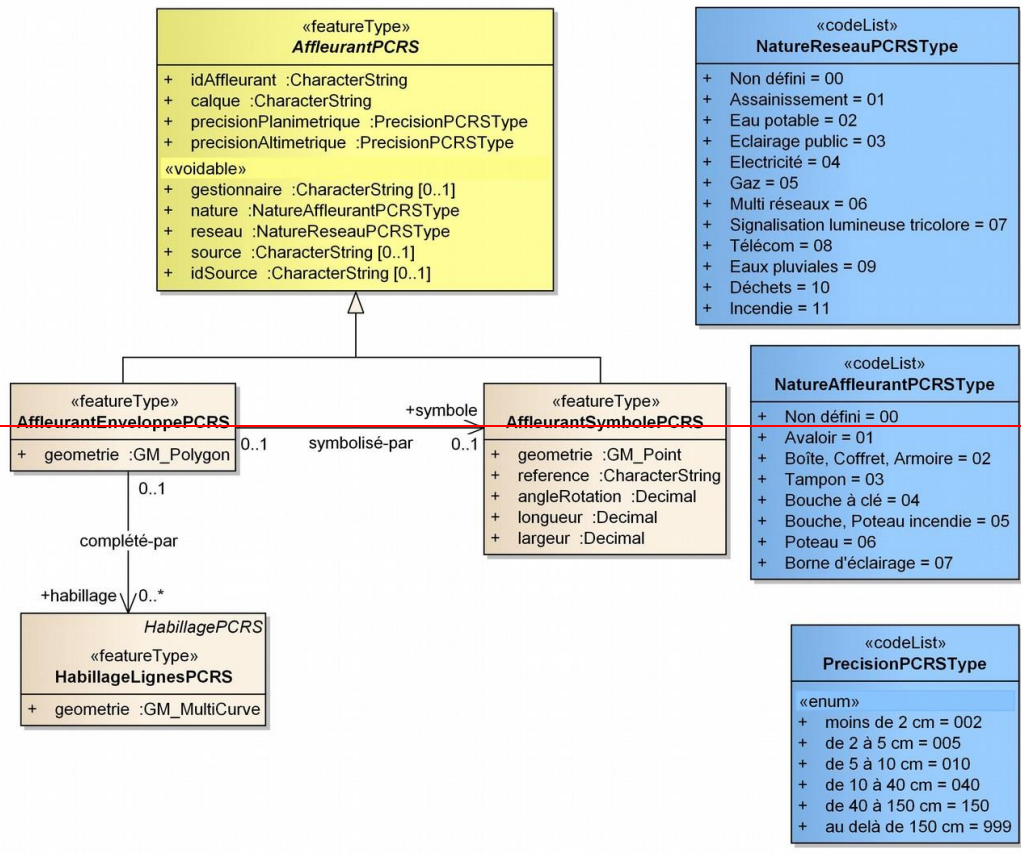 «featureType»
AffleurantPCRS
+ idAffleurant :CharacterString
+ calque :CharacterString
+ precisionPlanimetrique :PrecisionPCRSType
+ precisionAltimetrique :PrecisionPCRSType
«voidable»
+ gestionnaire :CharacterString [0..1]
+ nature :NatureAffleurantPCRSType
+ reseau :NatureReseauPCRSType
+ source :CharacterString [0..1]
+ idSource :CharacterString [0..1]
«codeList»
NatureReseauPCRSType
+ Non défini = 00
+ Assainissement = 01
+ Eau potable = 02
+ Eclairage public = 03
+ Electricité = 04
+ Gaz = 05
+ Multi réseaux = 06
+ Signalisation lumineuse tricolore = 07
+ Télécom = 08
+ Eaux pluviales = 09
+ Déchets = 10
+ Incendie = 11
«featureType»
AffleurantEnveloppePCRS
+ geometrie :GM_Polygon
0..1
symbolisé-par
+symbole
0..1
«featureType»
AffleurantSymbolePCRS
+ geometrie :GM_Point
+ reference :CharacterString
+ angleRotation :Decimal
+ longueur :Decimal
+ largeur :Decimal
«codeList»
NatureAffleurantPCRSType
+ Non défini = 00
+ Avaloir = 01
+ Boîte, Coffret, Armoire = 02
+ Tampon = 03
+ Bouche à clé = 04
+ Bouche, Poteau incendie = 05
+ Poteau = 06
+ Borne d'éclairage = 07
0..1
complété-par
+habillage
0..*
HabillagePCRS
«featureType»
HabillageLignesPCRS
+ geometrie :GM_MultiCurve
«codeList»
PrecisionPCRSType
«enum»
+ moins de 2 cm = 002
+ de 2 à 5 cm = 005
+ de 5 à 10 cm = 010
+ de 10 à 40 cm = 040
+ de 40 à 150 cm = 150
+ au delà de 150 cm = 999